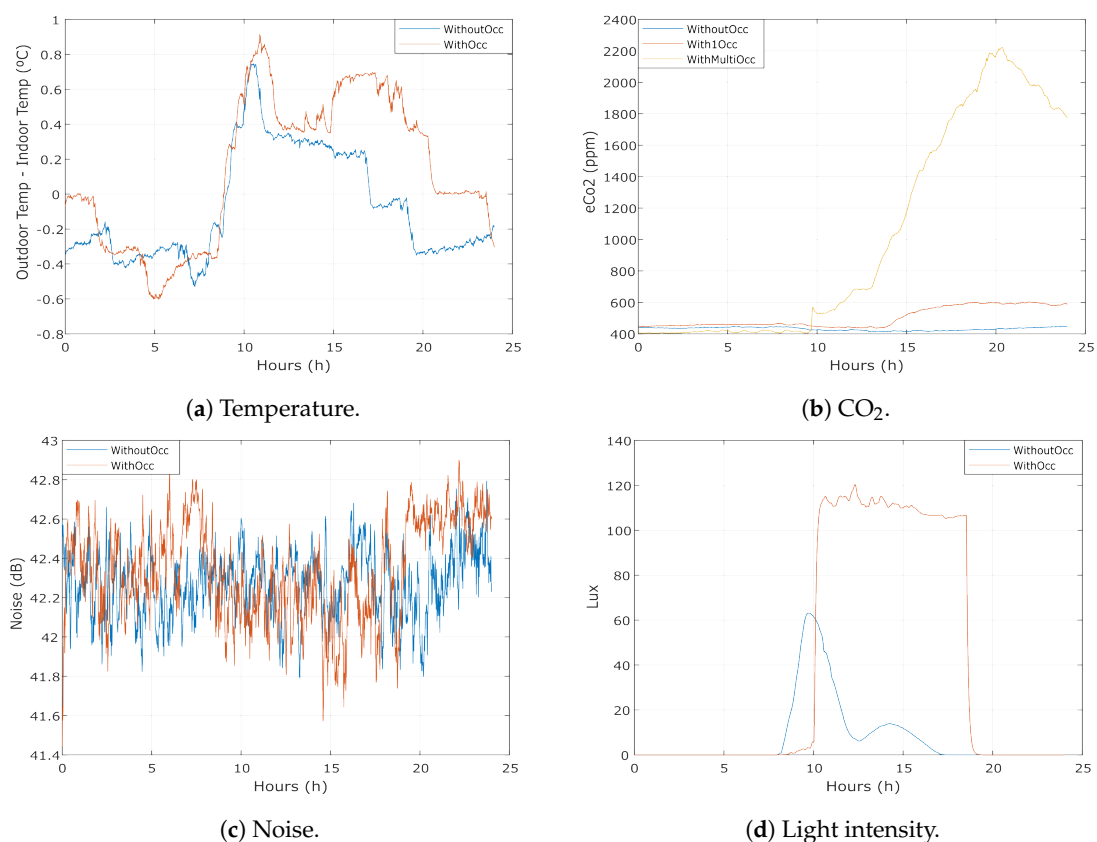 WithoutOcc
WithOcc
1
0.8
0.6
0.4
0.2
0
-0.2
-0.4
-0.6
-0.8
0
5
10
15
20
25
Outdoor Temp - Indoor Temp (ºC)
Hours (h)
(a) Temperature.
WithoutOcc
With1Occ
WithMultiOcc
2400
2200
2000
1800
1600
1400
1200
1000
800
600
400
0
5
10
15
20
25
eCo2 (ppm)
Hours (h)
(b) CO₂.
WithoutOcc
WithOcc
43
42.8
42.6
42.4
42.2
42
41.8
41.6
41.4
0
5
10
15
20
25
Noise (dB)
Hours (h)
(c) Noise.
WithoutOcc
WithOcc
140
120
100
80
60
40
20
0
0
5
10
15
20
25
Lux
Hours (h)
(d) Light intensity.